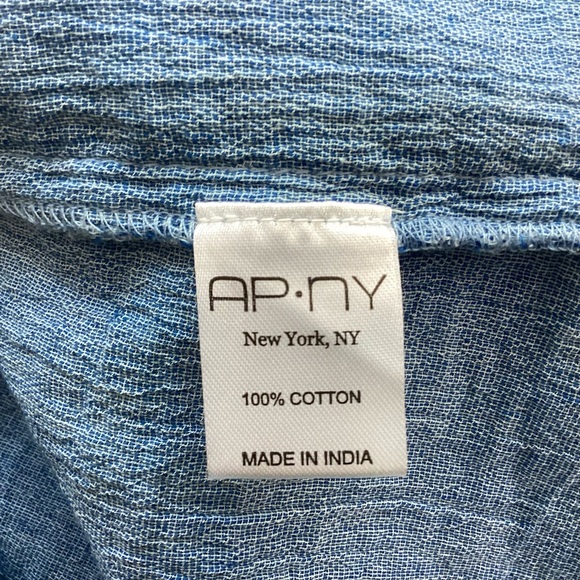 AP·NY
New York, NY
100% COTTON
MADE IN INDIA